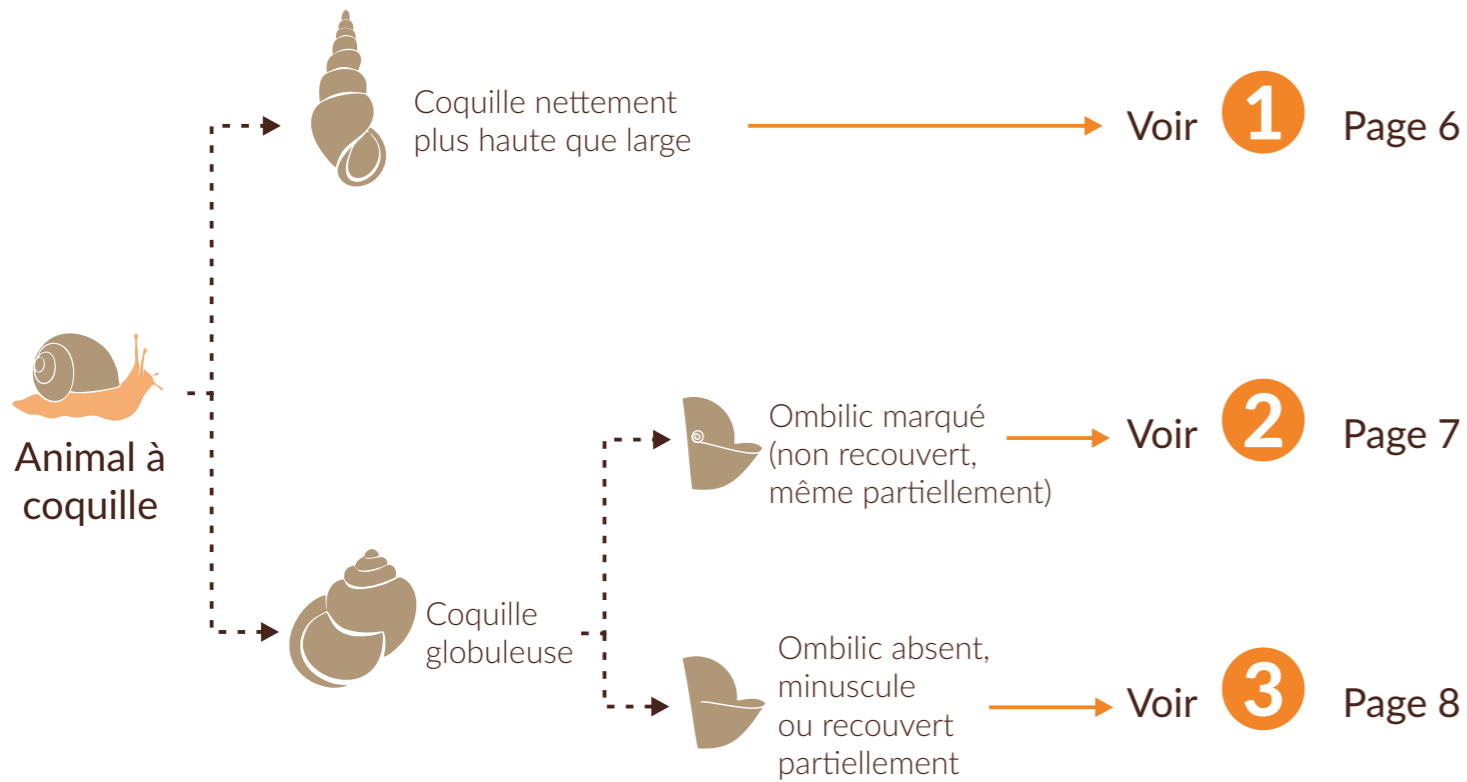 Coquille nettement
plus haute que large
Voir 1 Page 6
Animal à
coquille
Ombilic marqué
(non recouvert,
même partiellement)
Voir 2 Page 7
Coquille
globuleuse
Ombilic absent,
minuscule
ou recouvert
partiellement
Voir 3 Page 8